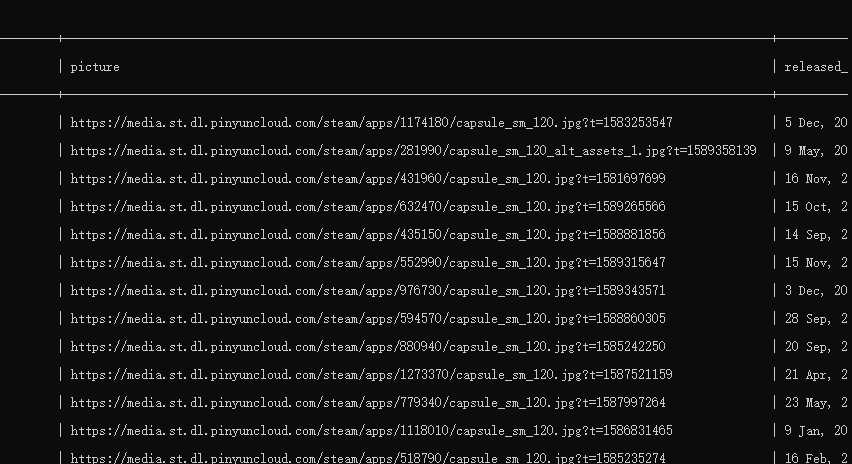 | picture | released_
| https://media.st.dl.pinyuncloud.com/steam/apps/1174180/capsule_sm_120.jpg?t=1583253547 | 5 Dec, 20
| https://media.st.dl.pinyuncloud.com/steam/apps/281990/capsule_sm_120_alt_assets_1.jpg?t=1589358139 | 9 May, 20
| https://media.st.dl.pinyuncloud.com/steam/apps/431960/capsule_sm_120.jpg?t=1581697699 | 16 Nov, 2
| https://media.st.dl.pinyuncloud.com/steam/apps/632470/capsule_sm_120.jpg?t=1589265566 | 15 Oct, 2
| https://media.st.dl.pinyuncloud.com/steam/apps/435150/capsule_sm_120.jpg?t=1588881856 | 14 Sep, 2
| https://media.st.dl.pinyuncloud.com/steam/apps/552990/capsule_sm_120.jpg?t=1589315647 | 15 Nov, 2
| https://media.st.dl.pinyuncloud.com/steam/apps/976730/capsule_sm_120.jpg?t=1589343571 | 3 Dec, 20
| https://media.st.dl.pinyuncloud.com/steam/apps/594570/capsule_sm_120.jpg?t=1588860305 | 28 Sep, 2
| https://media.st.dl.pinyuncloud.com/steam/apps/880940/capsule_sm_120.jpg?t=1585242250 | 20 Sep, 2
| https://media.st.dl.pinyuncloud.com/steam/apps/1273370/capsule_sm_120.jpg?t=1587521159 | 21 Apr, 2
| https://media.st.dl.pinyuncloud.com/steam/apps/779340/capsule_sm_120.jpg?t=1587997264 | 23 May, 2
| https://media.st.dl.pinyuncloud.com/steam/apps/1118010/capsule_sm_120.jpg?t=1586831465 | 9 Jan, 20
| https://media.st.dl.pinyuncloud.com/steam/apps/518790/capsule_sm_120.jpg?t=1585235274 | 16 Feb, 2